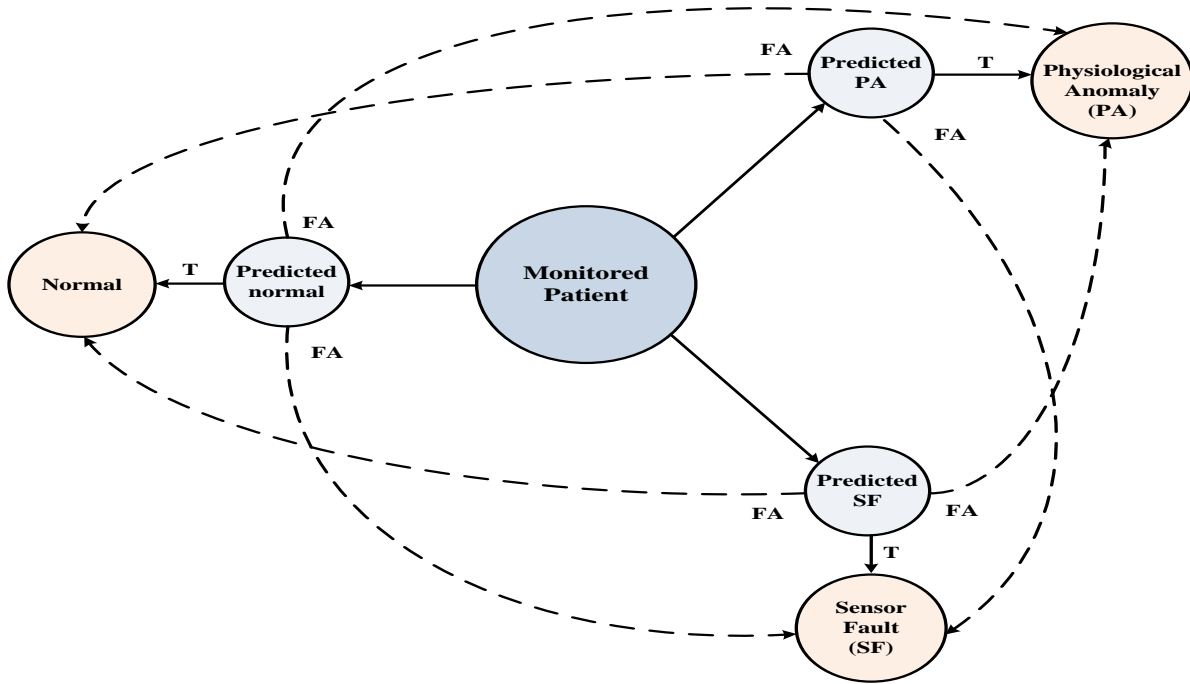 FA
Predicted
PA
T
Physiological
Anomaly
(PA)
FA
FA
Normal
T
Predicted
normal
Monitored
Patient
FA
Predicted
SF
FA
FA
T
Sensor
Fault
(SF)